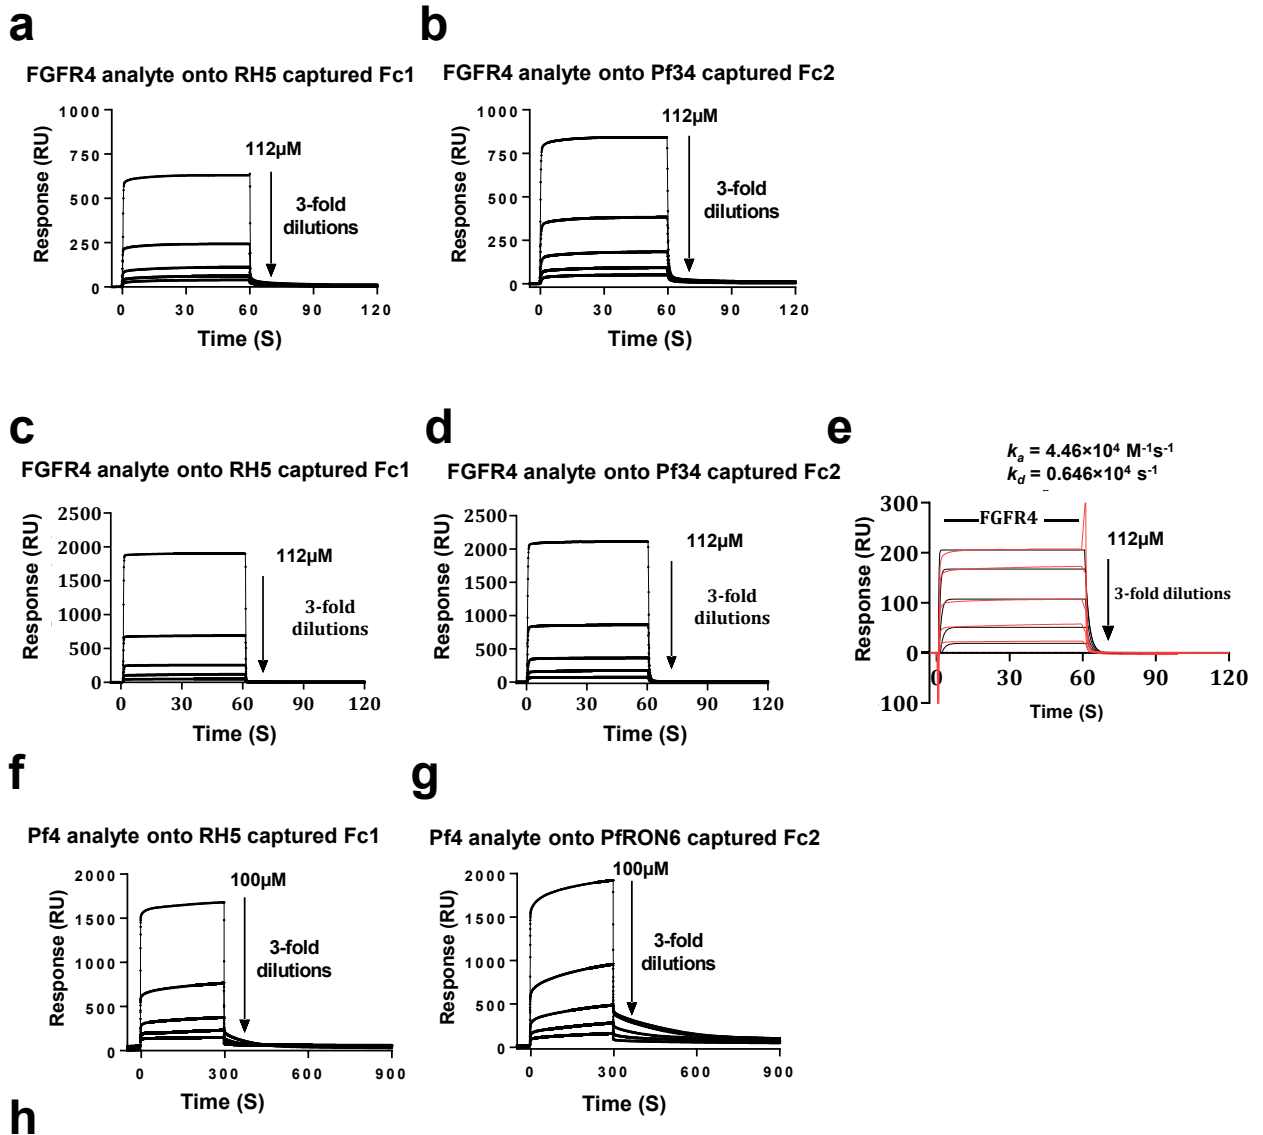 a
FGFR4 analyte onto RH5 captured Fc1
Response (RU)
1000
750
500
250
0
0 30 60 90 120
Time (S)
112µM
3-fold
dilutions
b
FGFR4 analyte onto Pf34 captured Fc2
Response (RU)
1000
750
500
250
0
0 30 60 90 120
Time (S)
112µM
3-fold
dilutions
c
FGFR4 analyte onto RH5 captured Fc1
Response (RU)
2500
2000
1500
1000
500
0
0 30 60 90 120
Time (S)
112µM
3-fold
dilutions
d
FGFR4 analyte onto Pf34 captured Fc2
Response (RU)
2500
2000
1500
1000
500
0
0 30 60 90 120
Time (S)
112µM
3-fold
dilutions
e
kₐ = 4.46×10⁴ M⁻¹s⁻¹
k_d = 0.646×10⁴ s⁻¹
Response (RU)
300
200
100
0
100
0 30 60 90 120
Time (S)
FGFR4
112µM
3-fold dilutions
f
Pf4 analyte onto RH5 captured Fc1
Response (RU)
2000
1500
1000
500
0
0 300 600 900
Time (S)
100µM
3-fold
dilutions
g
Pf4 analyte onto PfRON6 captured Fc2
Response (RU)
2000
1500
1000
500
0
0 300 600 900
Time (S)
100µM
3-fold
dilutions
h